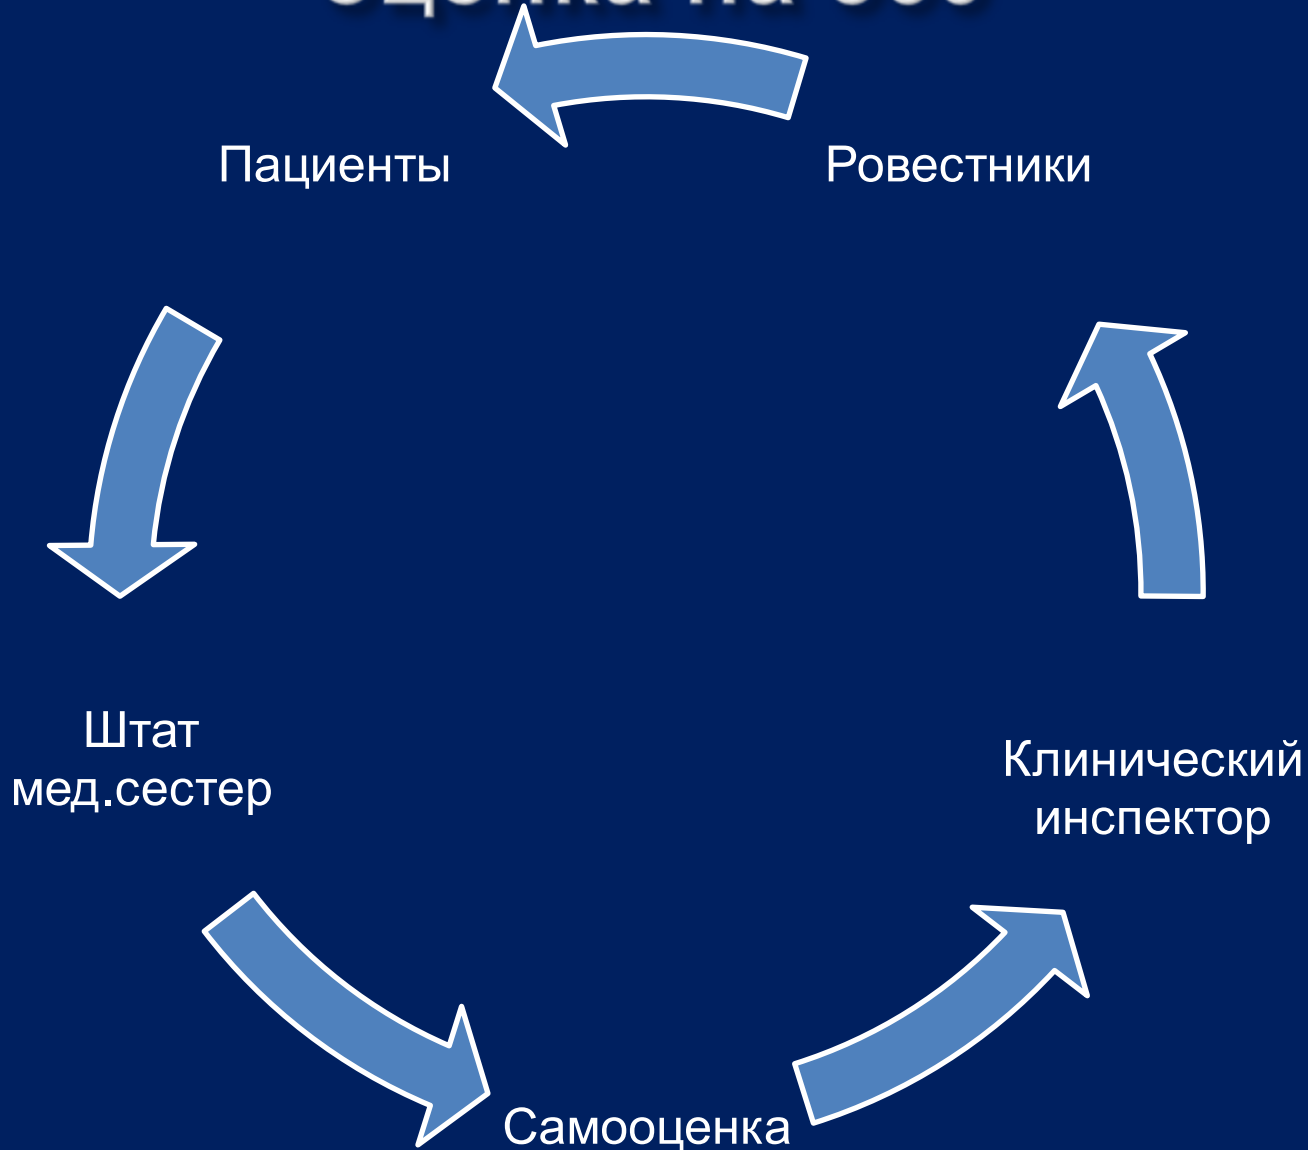 Пациенты
Ровестники
Штат
мед.сестер
Клинический
инспектор
Самооценка